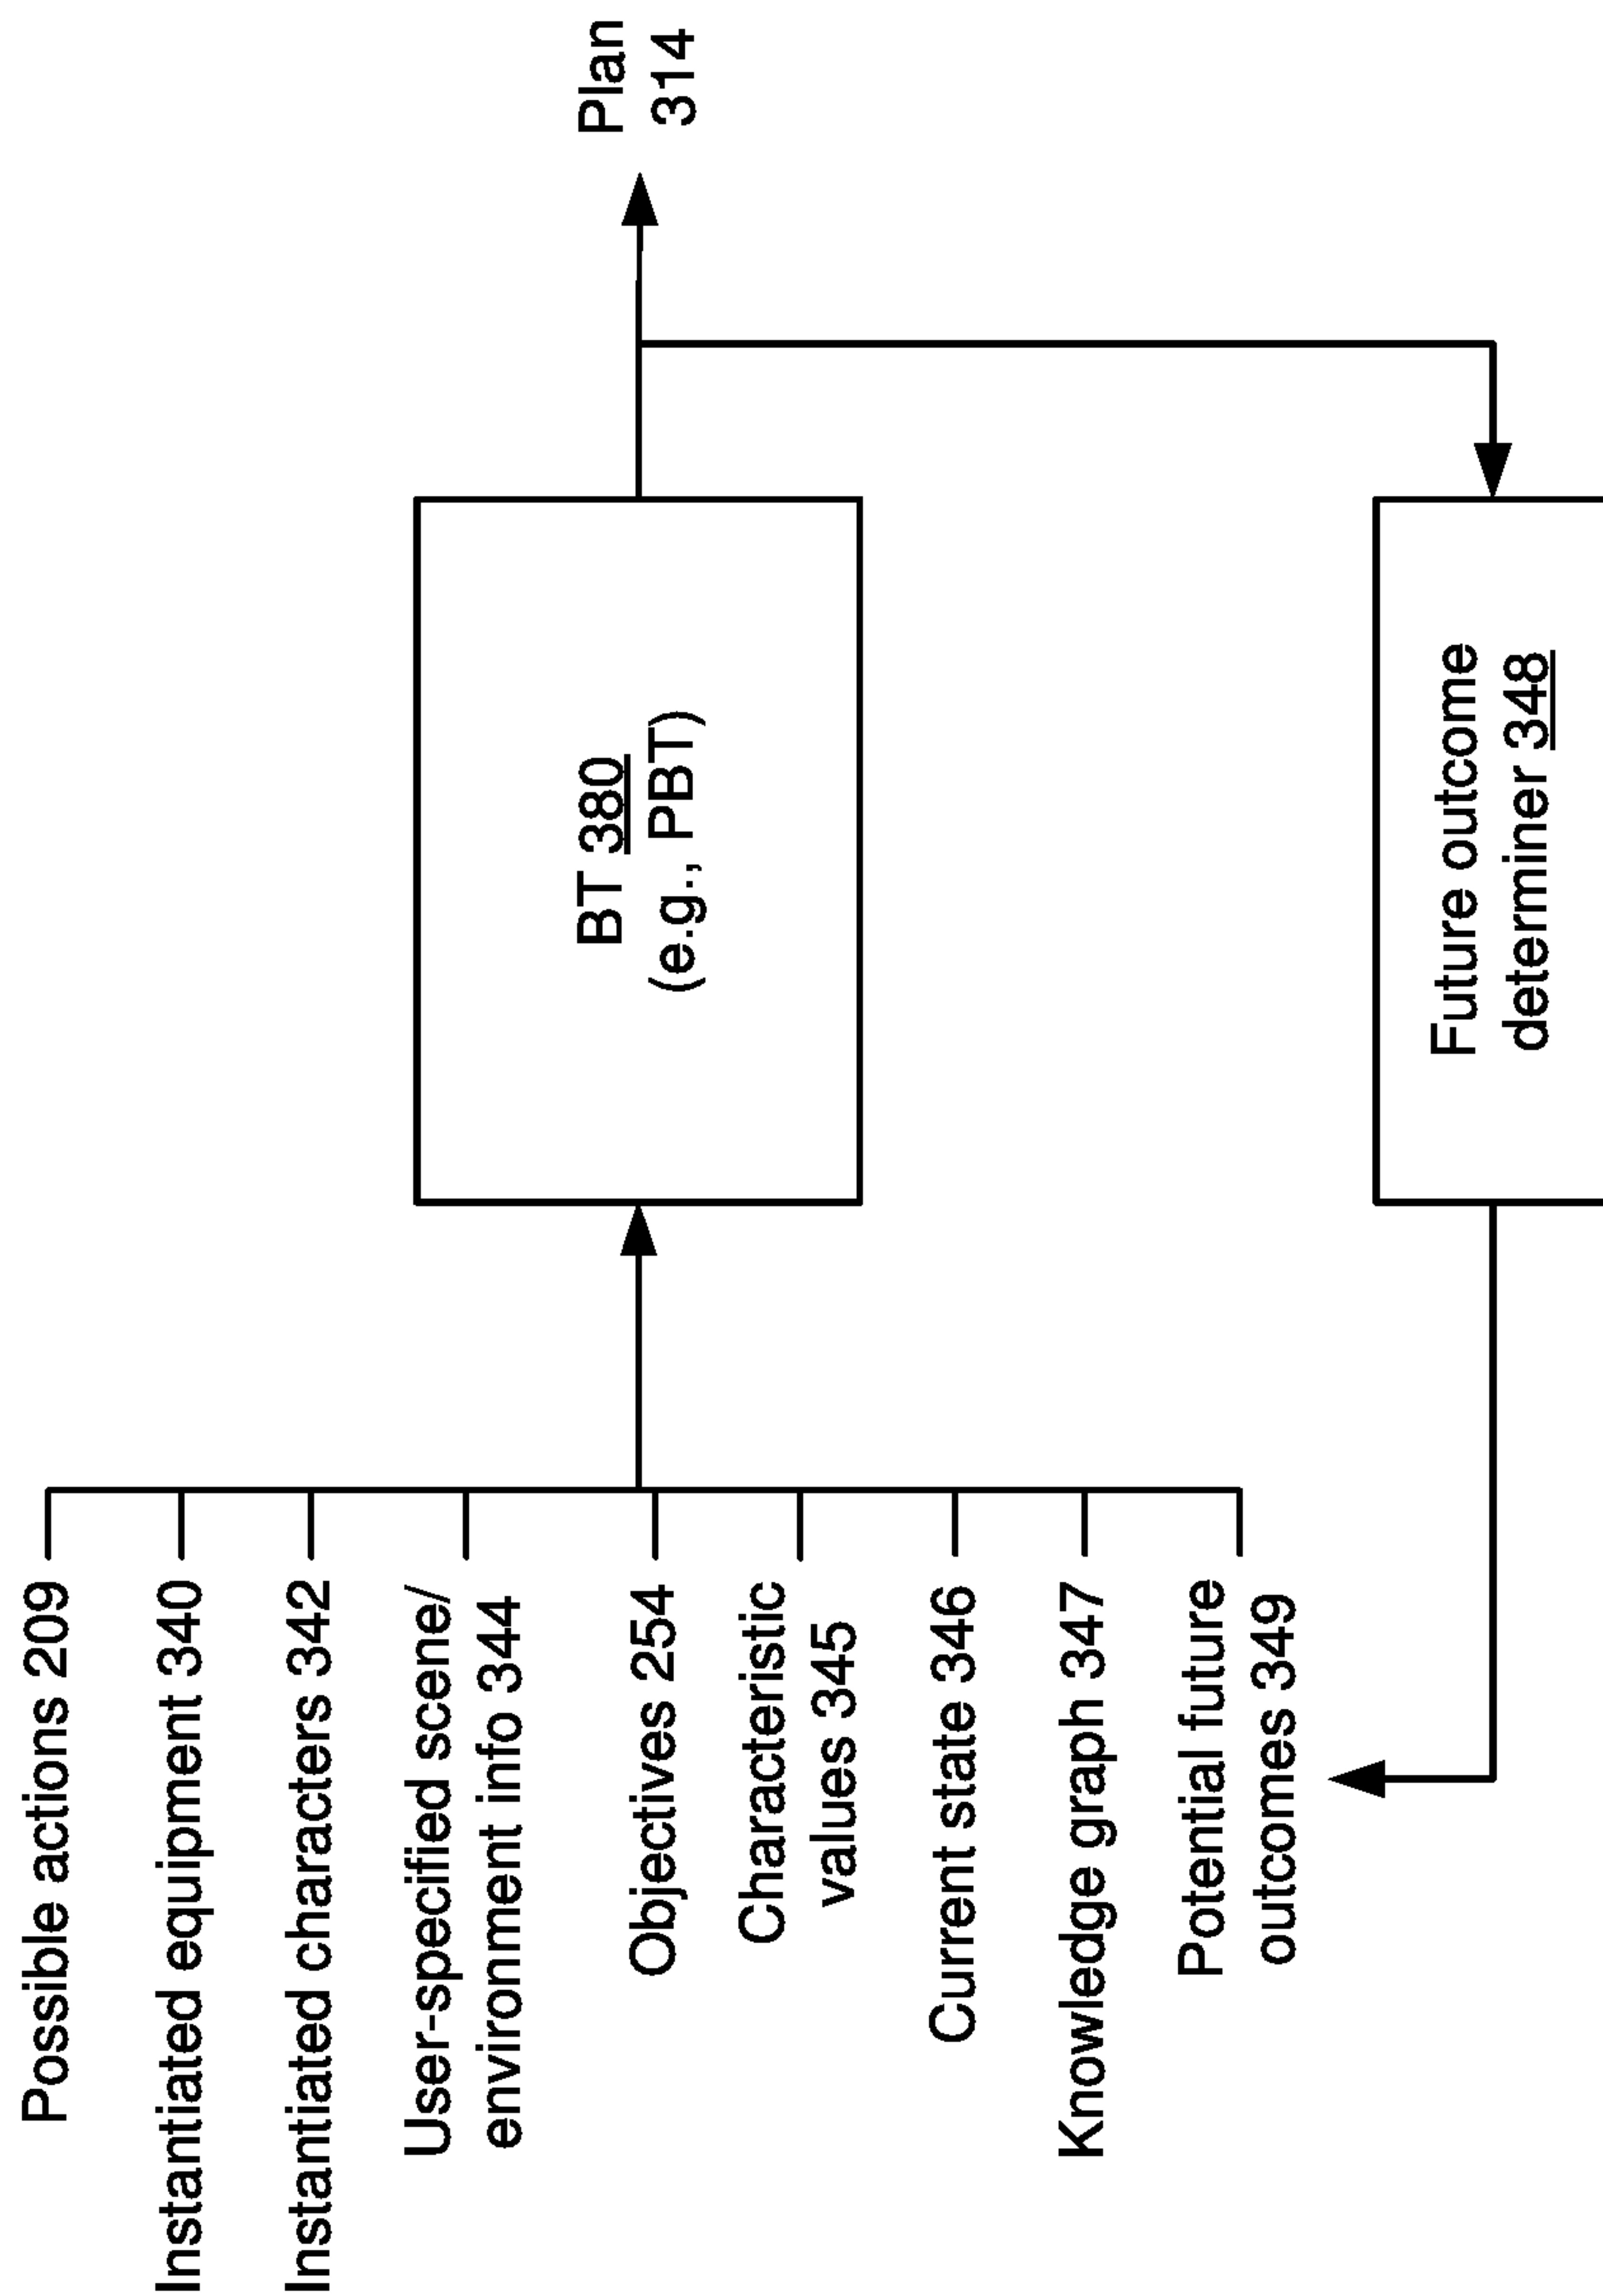 Possible actions 209
Instantiated equipment 340
Instantiated characters 342
User-specified scene/
environment info 344
Objectives 254
Characteristic
values 345
Current state 346
Knowledge graph 347
Potential future
outcomes 349
BT 380
(e.g., PBT)
Plan
314
Future outcome
determiner 348